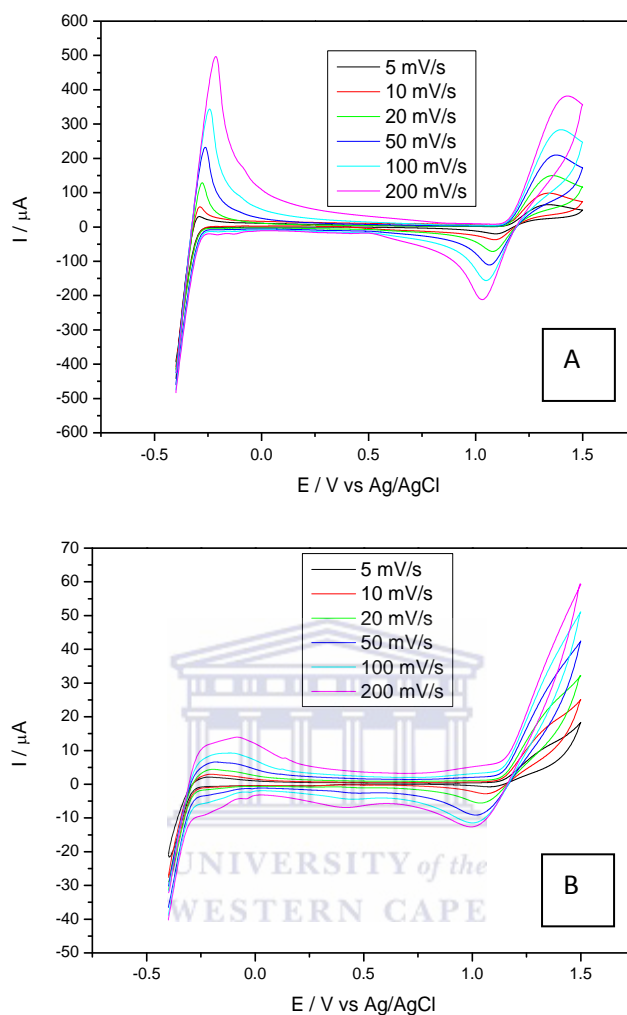 600
500
400
300
200
100
0
-100
-200
-300
-400
-500
-600
I / µA
5 mV/s
10 mV/s
20 mV/s
50 mV/s
100 mV/s
200 mV/s
A
-0.5 0.0 0.5 1.0 1.5
E / V vs Ag/AgCl
70
60
50
40
30
20
10
0
-10
-20
-30
-40
-50
I / µA
5 mV/s
10 mV/s
20 mV/s
50 mV/s
100 mV/s
200 mV/s
UNIVERSITY of the
WESTERN CAPE
B
-0.5 0.0 0.5 1.0 1.5
E / V vs Ag/AgCl